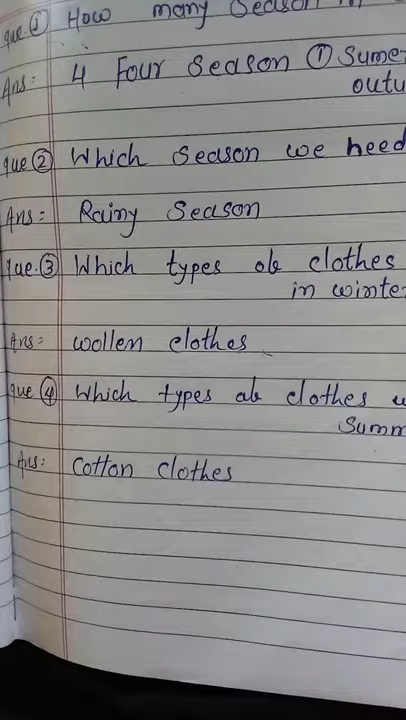 que ① How many Season
Ans: 4 Four Season ① Sume
outu
que ② Which Season we need
Ans: Rainy Season
que.③ Which types ob clothes
in winte
Ans: wollen clothes
que ④ Which types ob clothes
Summ
Ans: Cotton clothes